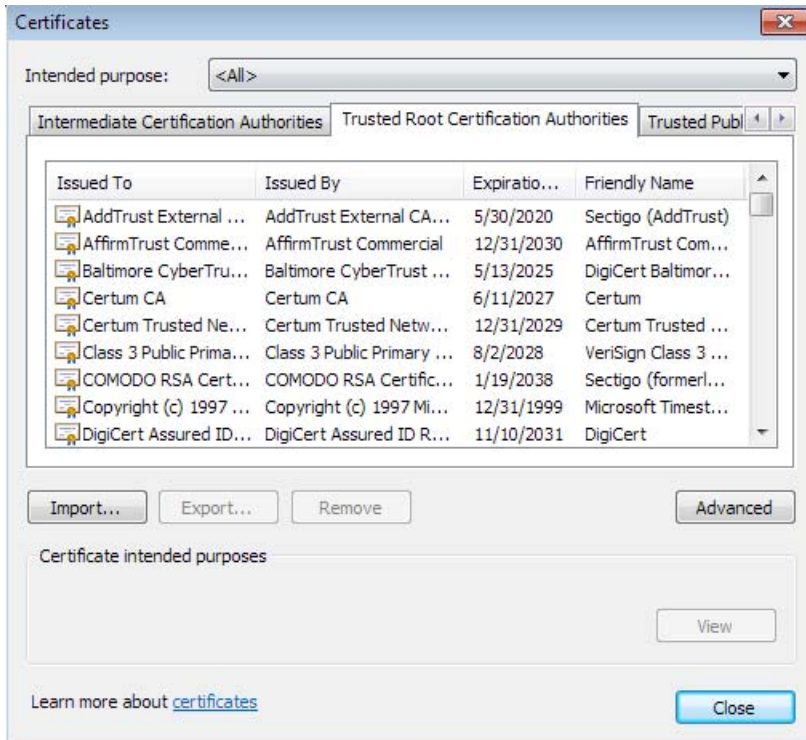 Certificates
Intended purpose: <All>
Intermediate Certification Authorities Trusted Root Certification Authorities Trusted Publ
Issued To Issued By Expiratio... Friendly Name
AddTrust External ... AddTrust External CA... 5/30/2020 Sectigo (AddTrust)
AffirmTrust Comme... AffirmTrust Commercial 12/31/2030 AffirmTrust Com...
Baltimore CyberTru... Baltimore CyberTrust ... 5/13/2025 DigiCert Baltimor...
Certum CA Certum CA 6/11/2027 Certum
Certum Trusted Ne... Certum Trusted Netw... 12/31/2029 Certum Trusted ...
Class 3 Public Prima... Class 3 Public Primary ... 8/2/2028 VeriSign Class 3 ...
COMODO RSA Cert... COMODO RSA Certific... 1/19/2038 Sectigo (formerl...
Copyright (c) 1997 ... Copyright (c) 1997 Mi... 12/31/1999 Microsoft Timest...
DigiCert Assured ID... DigiCert Assured ID R... 11/10/2031 DigiCert
Import... Export... Remove Advanced
Certificate intended purposes
View
Learn more about certificates
Close